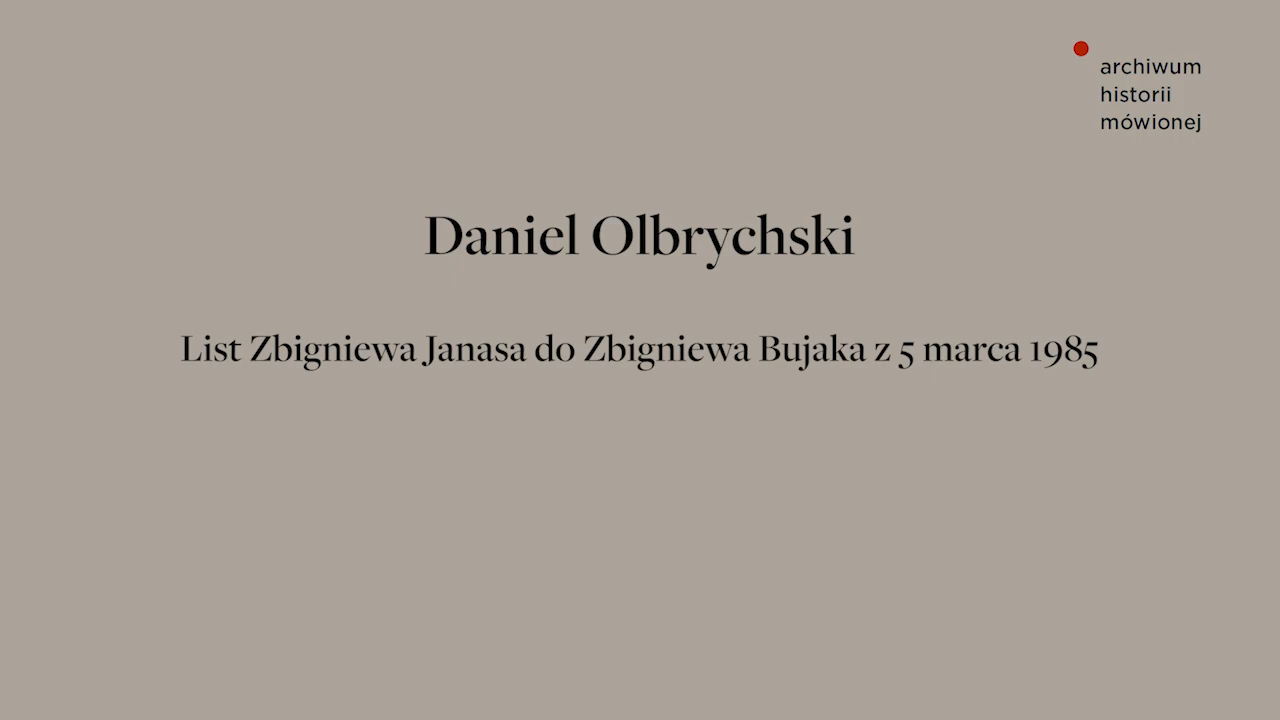 archiwum
historii
mówionej
Daniel Olbrychski
List Zbigniewa Janasa do Zbigniewa Bujaka z 5 marca 1985